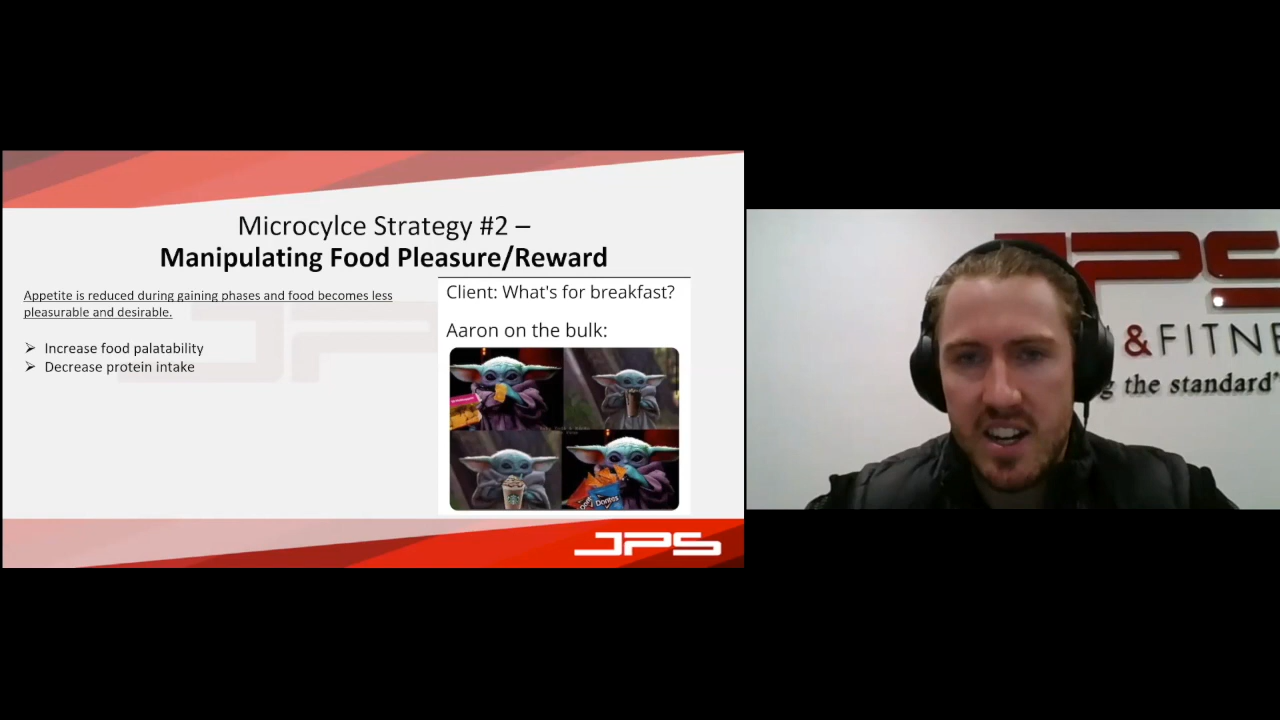 Microcylce Strategy #2 –
Manipulating Food Pleasure/Reward
Appetite is reduced during gaining phases and food becomes less
pleasurable and desirable.
➢ Increase food palatability
➢ Decrease protein intake
Client: What's for breakfast?
Aaron on the bulk:
Doritos
JPS
JPS
&FITNE
g the standard"